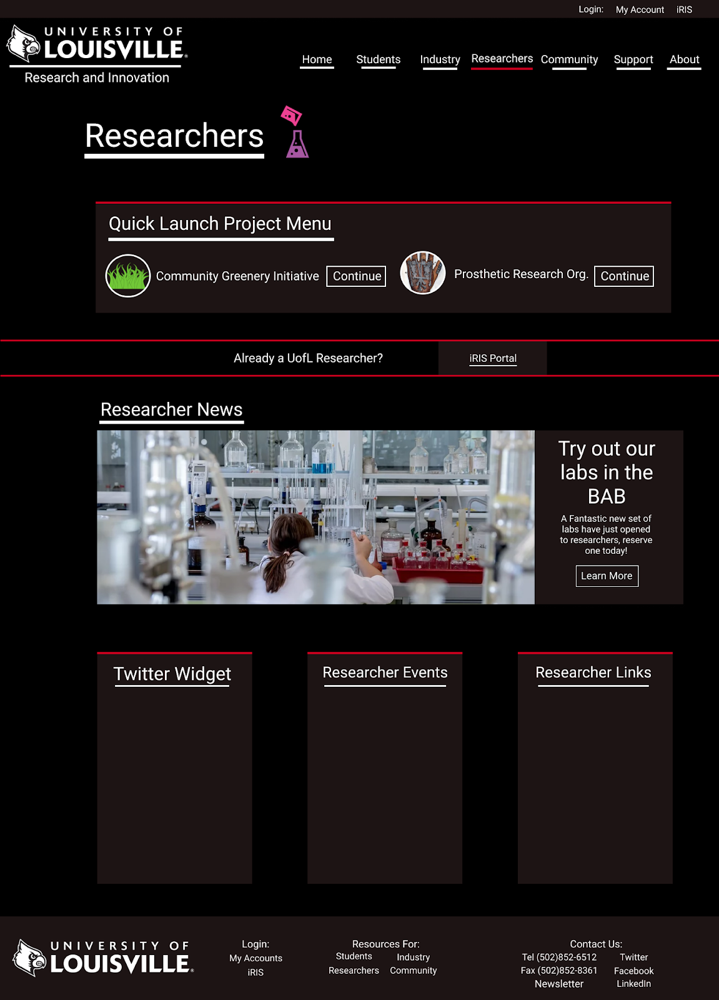 Login: My Account iRIS
UNIVERSITY OF
LOUISVILLE®
Research and Innovation
Home Students Industry Researchers Community Support About
Researchers
Quick Launch Project Menu
Community Greenery Initiative Continue Prosthetic Research Org. Continue
Already a UofL Researcher? iRIS Portal
Researcher News
Try out our
labs in the
BAB
A Fantastic new set of
labs have just opened
to researchers, reserve
one today!
Learn More
Twitter Widget Researcher Events Researcher Links
UNIVERSITY OF
LOUISVILLE®
Login:
My Accounts
iRIS
Resources For:
Students Industry
Researchers Community
Contact Us:
Tel (502)852-6512 Twitter
Fax (502)852-8361 Facebook
Newsletter LinkedIn